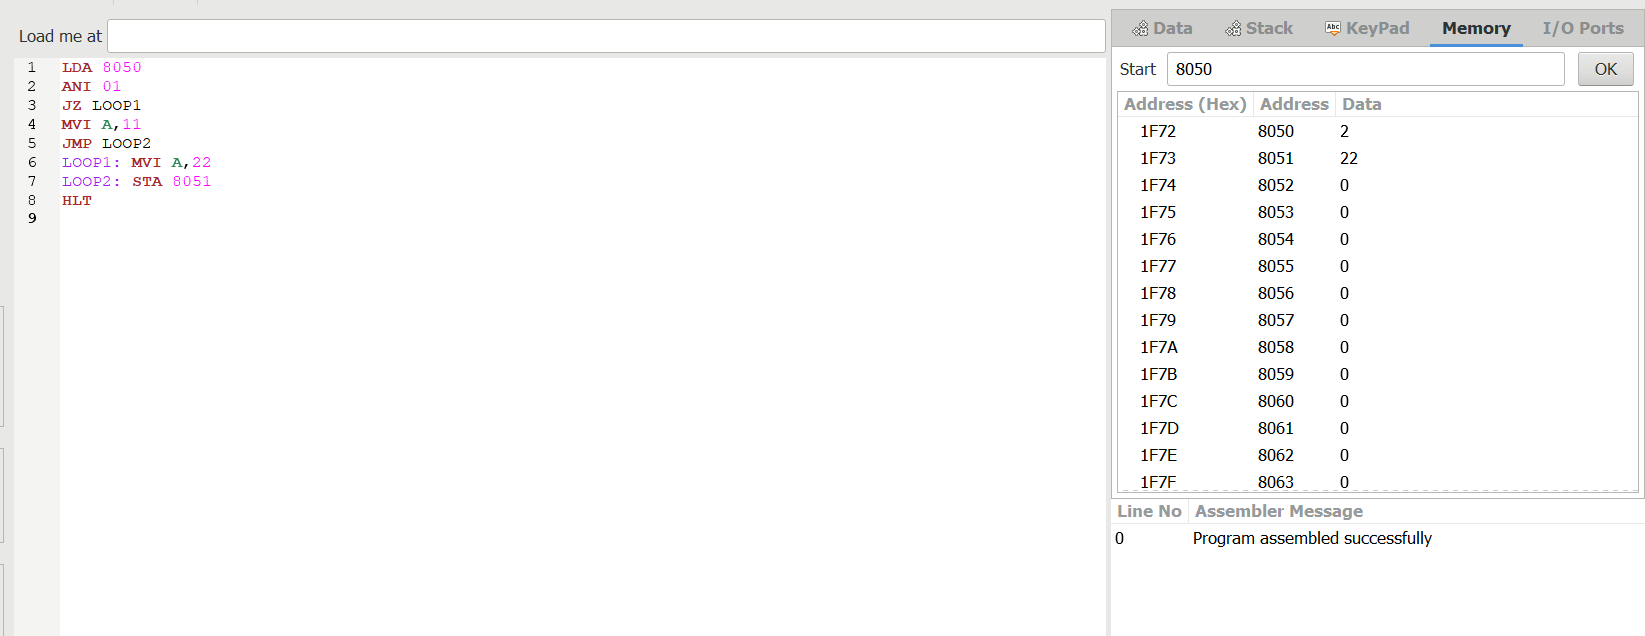 Load me at
1 LDA 8050
2 ANI 01
3 JZ LOOP1
4 MVI A,11
5 JMP LOOP2
6 LOOP1: MVI A,22
7 LOOP2: STA 8051
8 HLT
9
Data Stack Abc KeyPad Memory I/O Ports
Start 8050 OK
Address (Hex) Address Data
1F72 8050 2
1F73 8051 22
1F74 8052 0
1F75 8053 0
1F76 8054 0
1F77 8055 0
1F78 8056 0
1F79 8057 0
1F7A 8058 0
1F7B 8059 0
1F7C 8060 0
1F7D 8061 0
1F7E 8062 0
1F7F 8063 0
Line No Assembler Message
0 Program assembled successfully